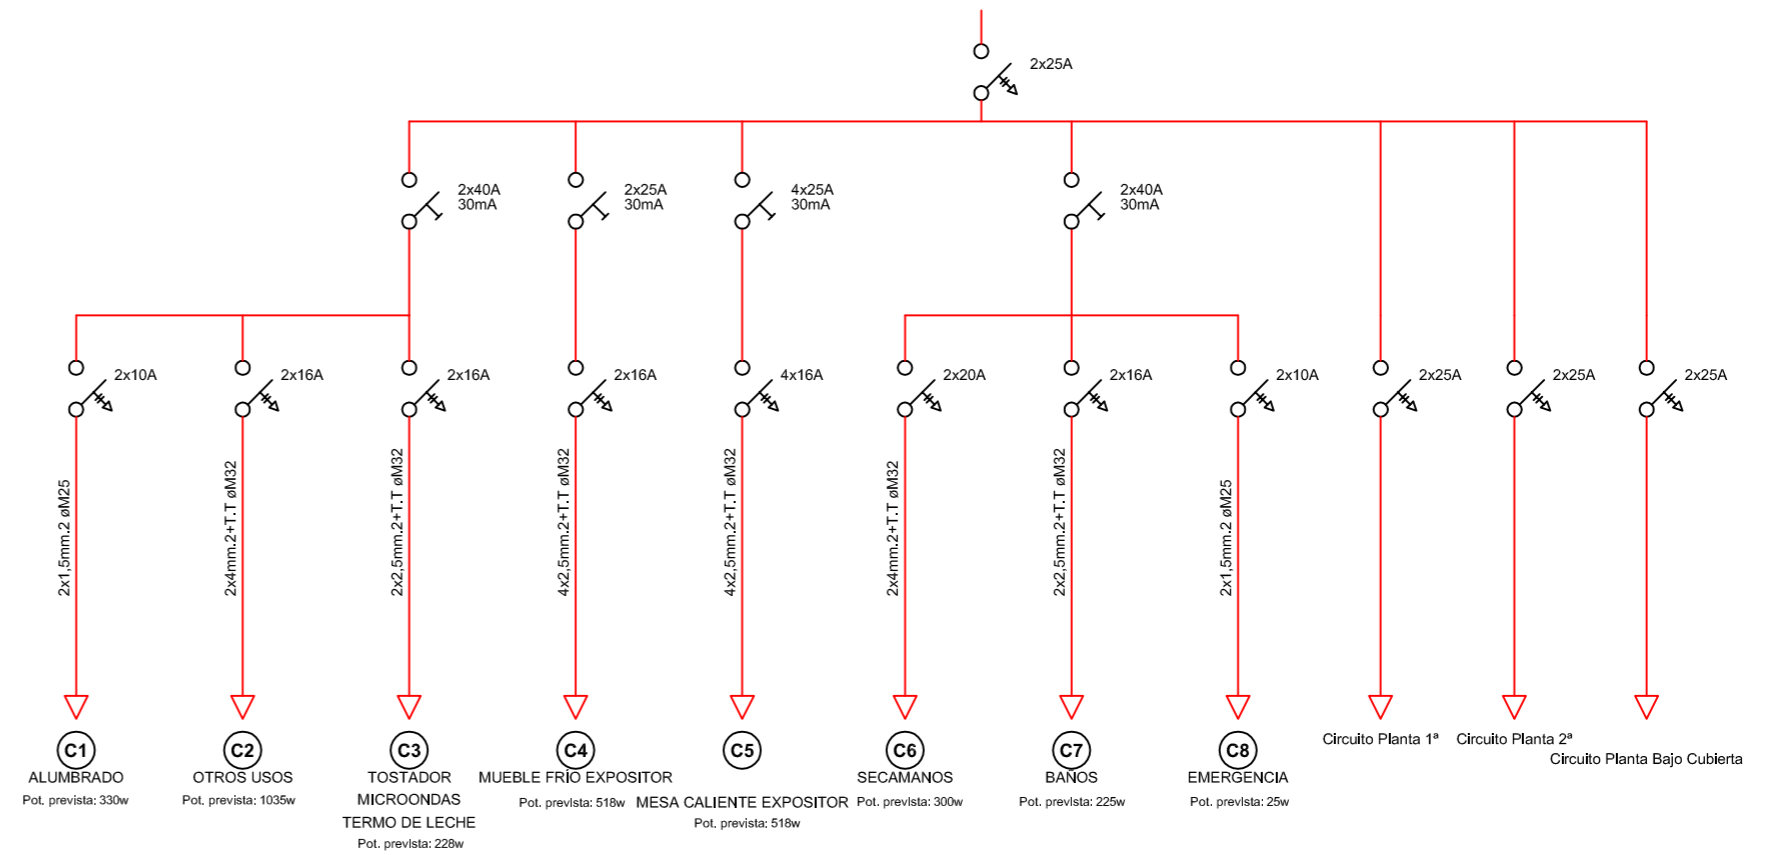 2x25A
2x40A
30mA
2x25A
30mA
4x25A
30mA
2x40A
30mA
2x10A
2x16A
2x16A
2x16A
4x16A
2x20A
2x16A
2x10A
2x25A
2x25A
2x25A
2x1,5mm.2 øM25
2x4mm.2+T.T øM32
2x2,5mm.2+T.T øM32
4x2,5mm.2+T.T øM32
4x2,5mm.2+T.T øM32
2x4mm.2+T.T øM32
2x2,5mm.2+T.T øM32
2x1,5mm.2 øM25
C1
ALUMBRADO
Pot. prevista: 330w
C2
OTROS USOS
Pot. prevista: 1035w
C3
TOSTADOR
MICROONDAS
TERMO DE LECHE
Pot. prevista: 228w
C4
MUEBLE FRÍO EXPOSITOR
Pot. prevista: 518w
C5
MESA CALIENTE EXPOSITOR
Pot. prevista: 518w
C6
SECAMANOS
Pot. prevista: 300w
C7
BAÑOS
Pot. prevista: 225w
C8
EMERGENCIA
Pot. prevista: 25w
Circuito Planta 1ª
Circuito Planta 2ª
Circuito Planta Bajo Cubierta